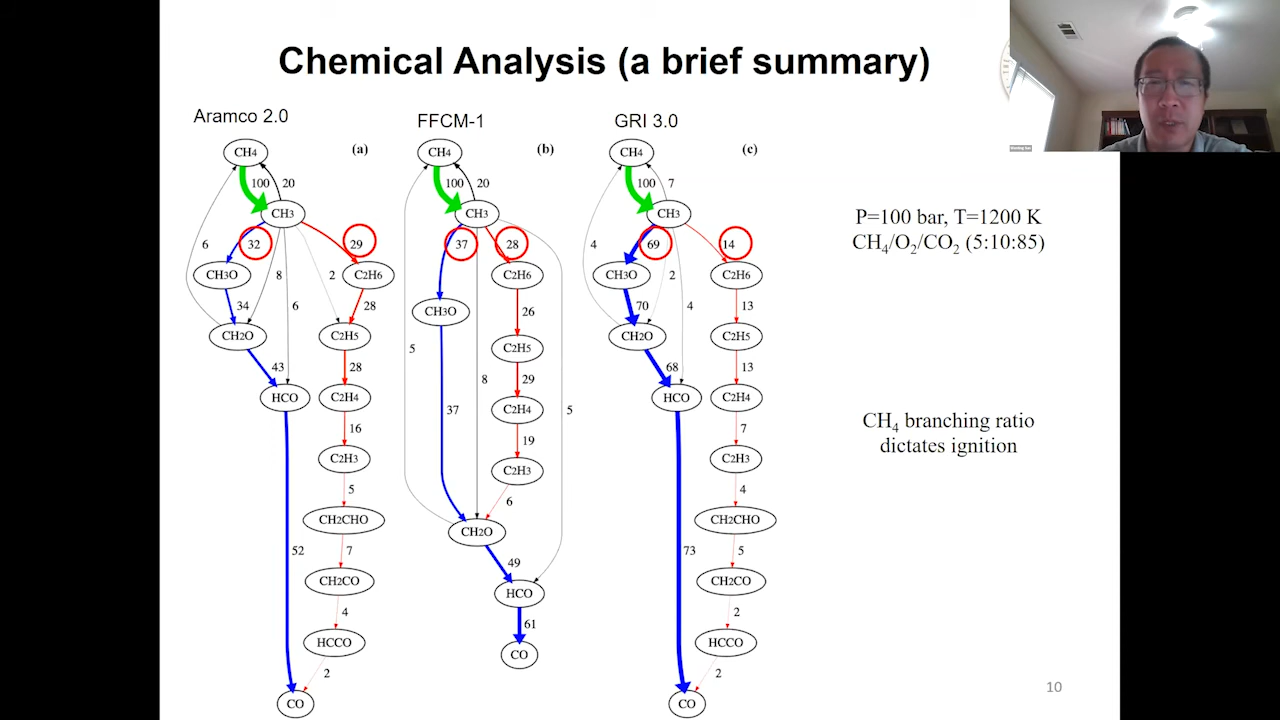 Chemical Analysis (a brief summary)
Aramco 2.0
FFCM-1
GRI 3.0
CH4
(a)
100
20
CH3
32
29
6
CH3O
8
2
C2H6
34
6
28
CH2O
C2H5
43
28
HCO
C2H4
16
C2H3
5
CH2CHO
52
7
CH2CO
4
HCCO
2
CO
CH4
(b)
100
20
CH3
37
28
C2H6
CH3O
26
5
C2H5
8
29
37
C2H4
5
19
C2H3
6
CH2O
49
HCO
61
CO
CH4
(c)
100
7
CH3
4
69
14
CH3O
2
C2H6
70
4
13
CH2O
C2H5
68
13
HCO
C2H4
7
C2H3
4
CH2CHO
73
5
CH2CO
2
HCCO
2
CO
P=100 bar, T=1200 K
CH4/O2/CO2 (5:10:85)
CH4 branching ratio
dictates ignition
10